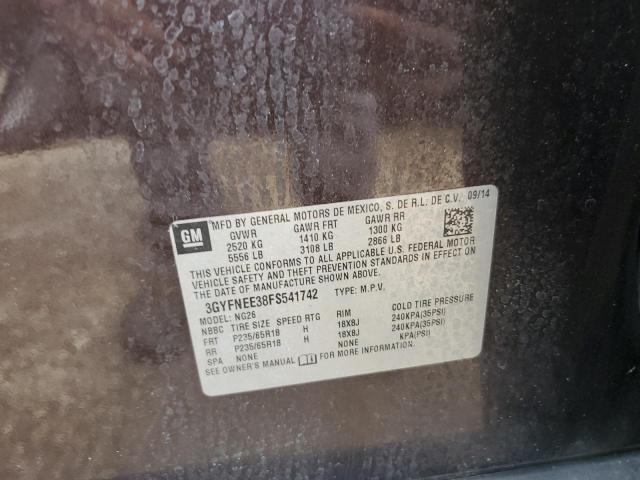 GM
MFD BY GENERAL MOTORS DE MEXICO, S. DE R.L. DE C.V. 09/14
GVWR GAWR FRT GAWR RR
2520 KG 1410 KG 1300 KG
5556 LB 3108 LB 2866 LB
THIS VEHICLE CONFORMS TO ALL APPLICABLE U.S. FEDERAL MOTOR
VEHICLE SAFETY AND THEFT PREVENTION STANDARDS IN EFFECT ON
THE DATE OF MANUFACTURE SHOWN ABOVE.
3GYFNEE38FS541742 TYPE: M.P.V.
MODEL: NG26
NBBC TIRE SIZE SPEED RTG RIM COLD TIRE PRESSURE
FRT P235/65R18 H 18X8J 240KPA(35PSI)
RR P235/65R18 H 18X8J 240KPA(35PSI)
SPA NONE NONE KPA(PSI)
SEE OWNER'S MANUAL FOR MORE INFORMATION.